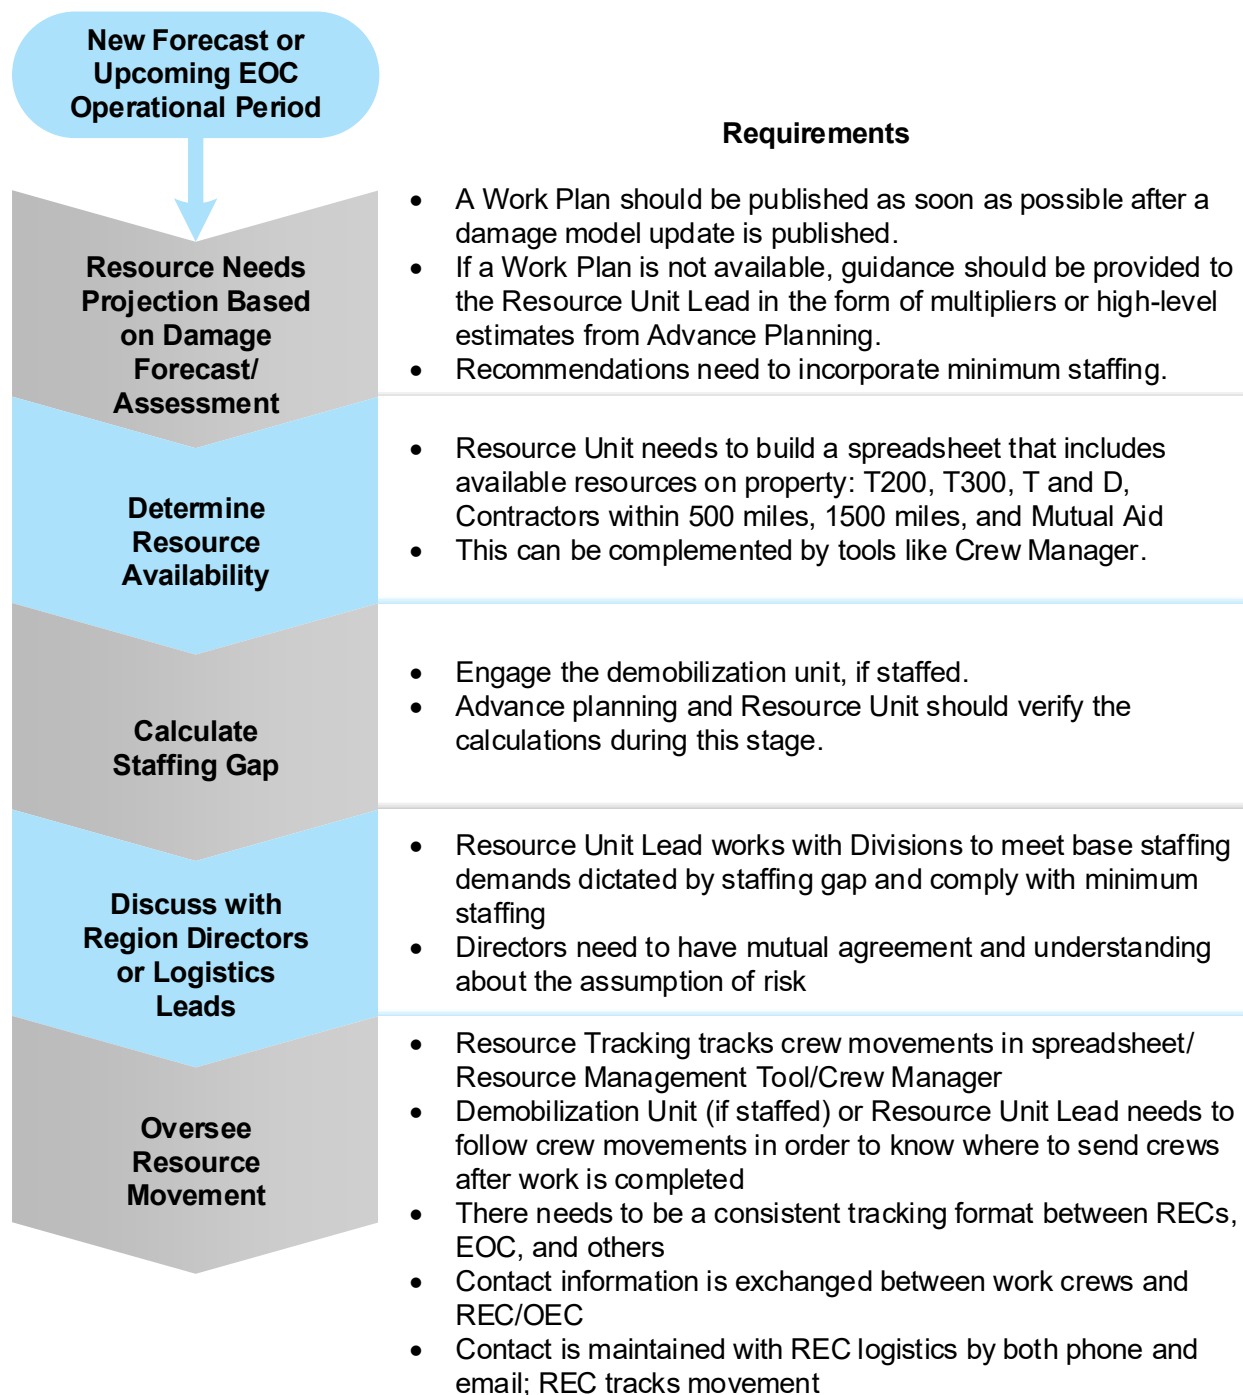 New Forecast or
Upcoming EOC
Operational Period
Requirements
Resource Needs
Projection Based
on Damage
Forecast/
Assessment
• A Work Plan should be published as soon as possible after a
damage model update is published.
• If a Work Plan is not available, guidance should be provided to
the Resource Unit Lead in the form of multipliers or high-level
estimates from Advance Planning.
• Recommendations need to incorporate minimum staffing.
Determine
Resource
Availability
• Resource Unit needs to build a spreadsheet that includes
available resources on property: T200, T300, T and D,
Contractors within 500 miles, 1500 miles, and Mutual Aid
• This can be complemented by tools like Crew Manager.
Calculate
Staffing Gap
• Engage the demobilization unit, if staffed.
• Advance planning and Resource Unit should verify the
calculations during this stage.
Discuss with
Region Directors
or Logistics
Leads
• Resource Unit Lead works with Divisions to meet base staffing
demands dictated by staffing gap and comply with minimum
staffing
• Directors need to have mutual agreement and understanding
about the assumption of risk
Oversee
Resource
Movement
• Resource Tracking tracks crew movements in spreadsheet/
Resource Management Tool/Crew Manager
• Demobilization Unit (if staffed) or Resource Unit Lead needs to
follow crew movements in order to know where to send crews
after work is completed
• There needs to be a consistent tracking format between RECs,
EOC, and others
• Contact information is exchanged between work crews and
REC/OEC
• Contact is maintained with REC logistics by both phone and
email; REC tracks movement